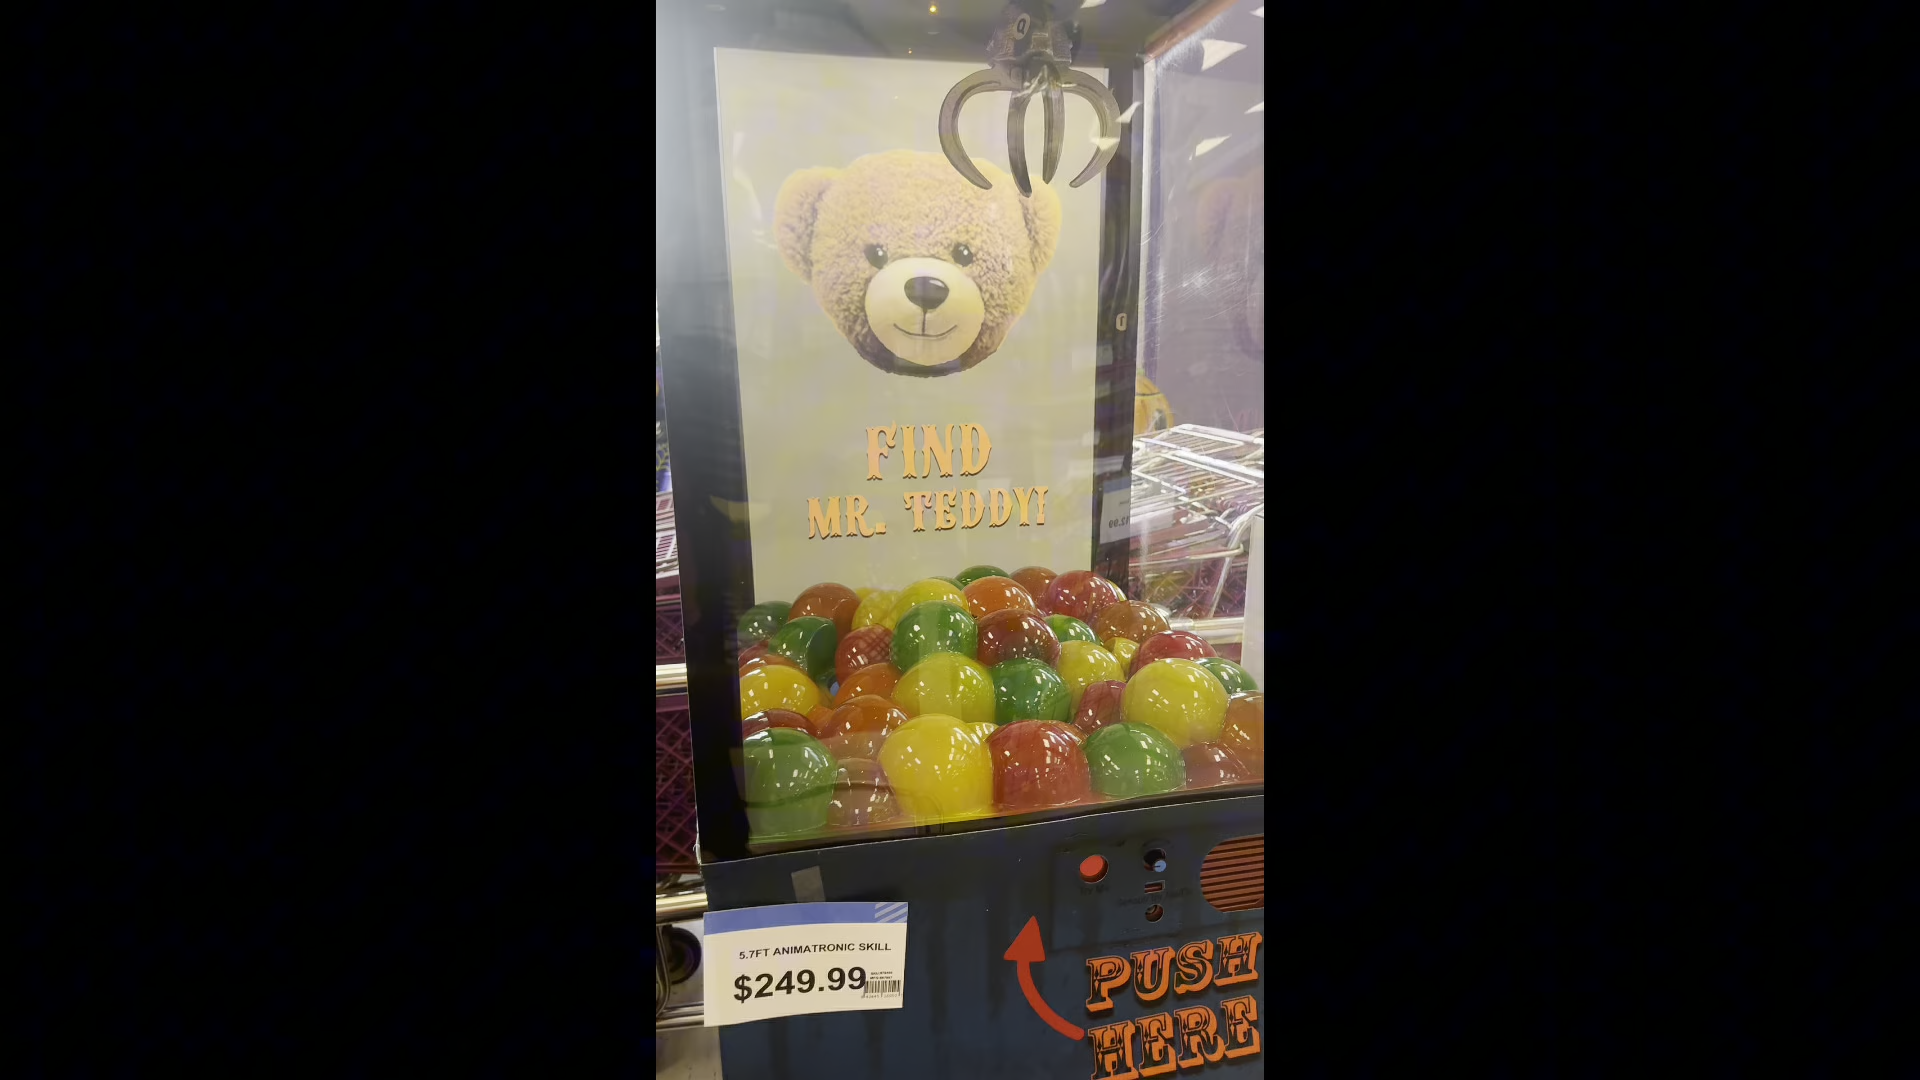 FIND
MR. TEDDY!
5.7FT ANIMATRONIC SKILL
$249.99
PUSH
HERE